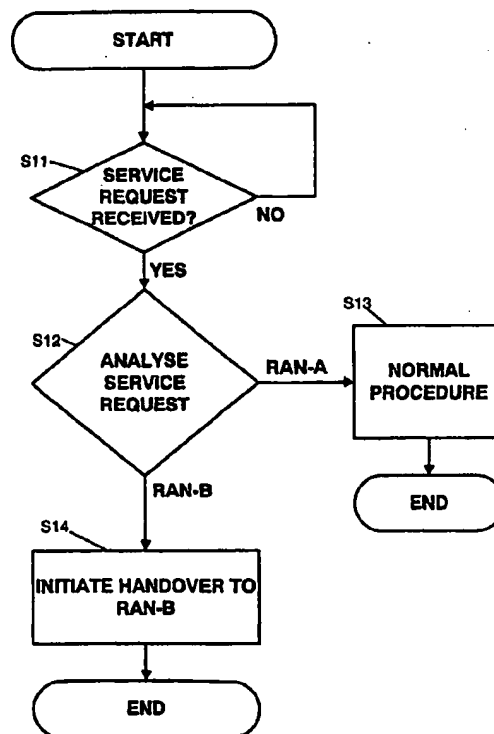 START
S11
SERVICE
REQUEST
RECEIVED?
NO
YES
S12
ANALYSE
SERVICE
REQUEST
RAN-A
S13
NORMAL
PROCEDURE
END
RAN-B
S14
INITIATE HANDOVER TO
RAN-B
END